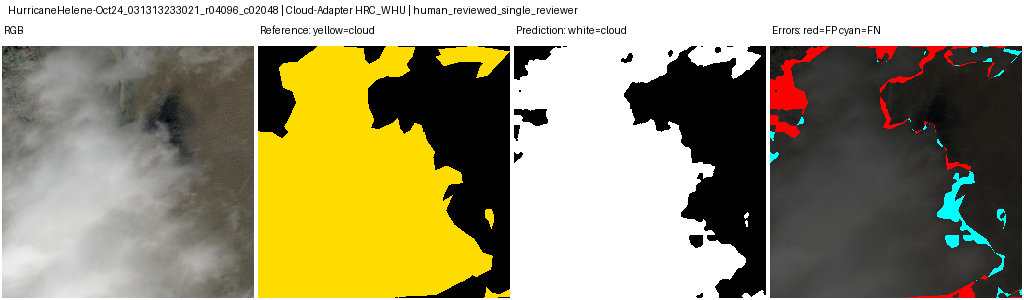 HurricaneHelene-Oct24_031313233021_r04096_c02048 | Cloud-Adapter HRC_WHU | human_reviewed_single_reviewer
RGB
Reference: yellow=cloud
Prediction: white=cloud
Errors: red=FP cyan=FN